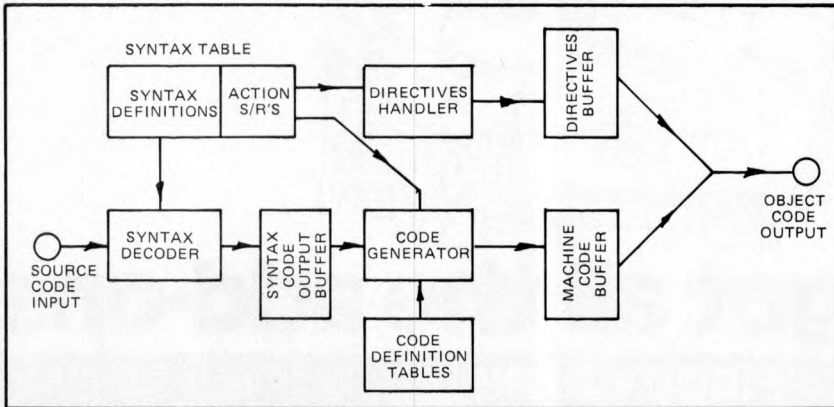 SYNTAX TABLE
SYNTAX
DEFINITIONS
ACTION
S/R'S
DIRECTIVES
HANDLER
DIRECTIVES
BUFFER
SOURCE
CODE
INPUT
SYNTAX
DECODER
SYNTAX
CODE
OUTPUT
BUFFER
CODE
GENERATOR
MACHINE
CODE
BUFFER
OBJECT
CODE
OUTPUT
CODE
DEFINITION
TABLES